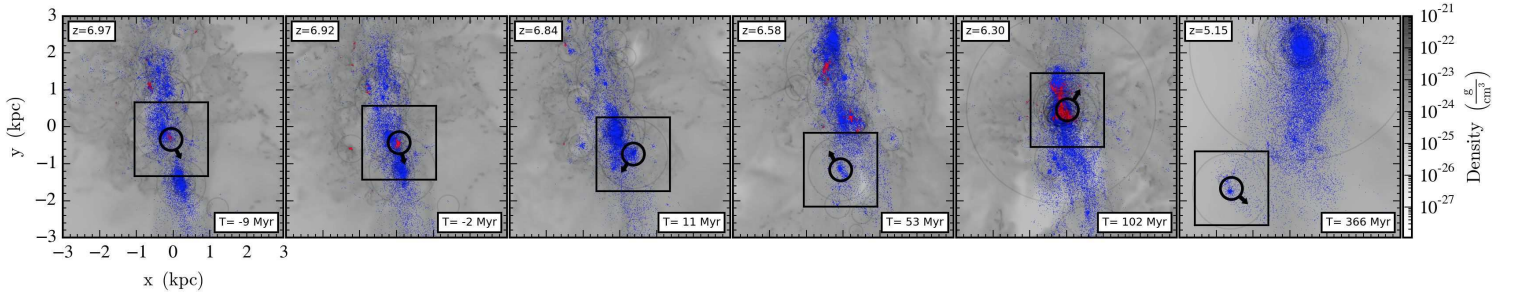 z=6.97
z=6.92
z=6.84
z=6.58
z=6.30
z=5.15
T= -9 Myr
T= -2 Myr
T= 11 Myr
T= 53 Myr
T= 102 Myr
T= 366 Myr
3
2
1
0
−1
−2
−3
y (kpc)
−3 −2 −1 0 1 2 3
x (kpc)
10^−21
10^−22
10^−23
10^−24
10^−25
10^−26
10^−27
Density (g/cm^3)